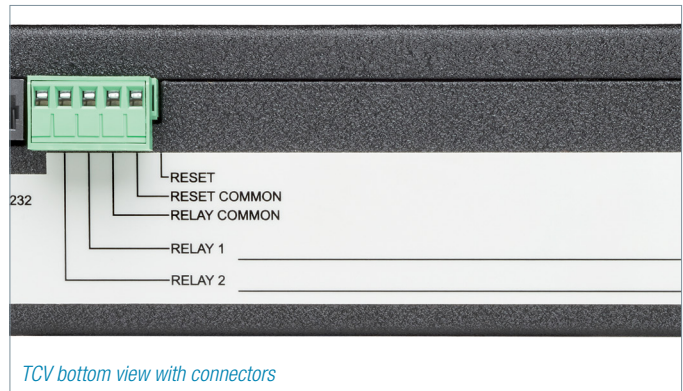 RESET
RESET COMMON
232
RELAY COMMON
RELAY 1
RELAY 2
TCV bottom view with connectors